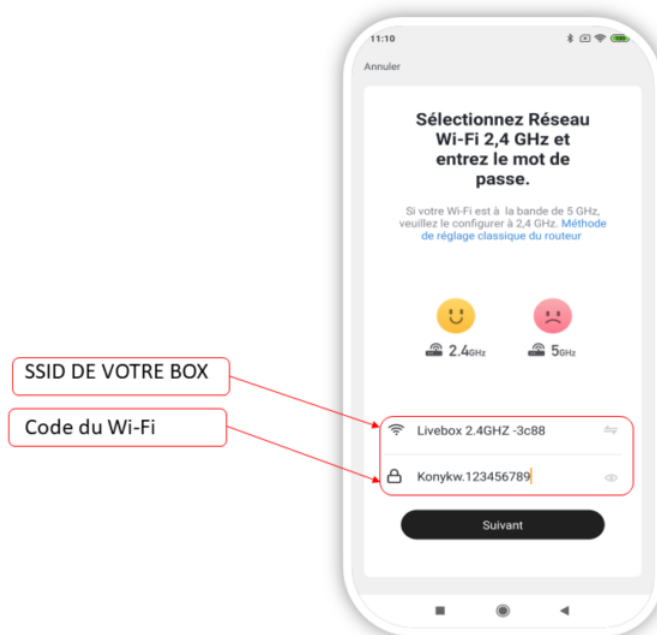 11:10
Annuler
Sélectionnez Réseau
Wi-Fi 2,4 GHz et
entrez le mot de
passe.
Si votre Wi-Fi est à la bande de 5 GHz,
veuillez le configurer à 2,4 GHz. Méthode
de réglage classique du routeur
2.4GHz
5GHz
SSID DE VOTRE BOX
Livebox 2.4GHZ -3c88
Code du Wi-Fi
Konykw.123456789
Suivant